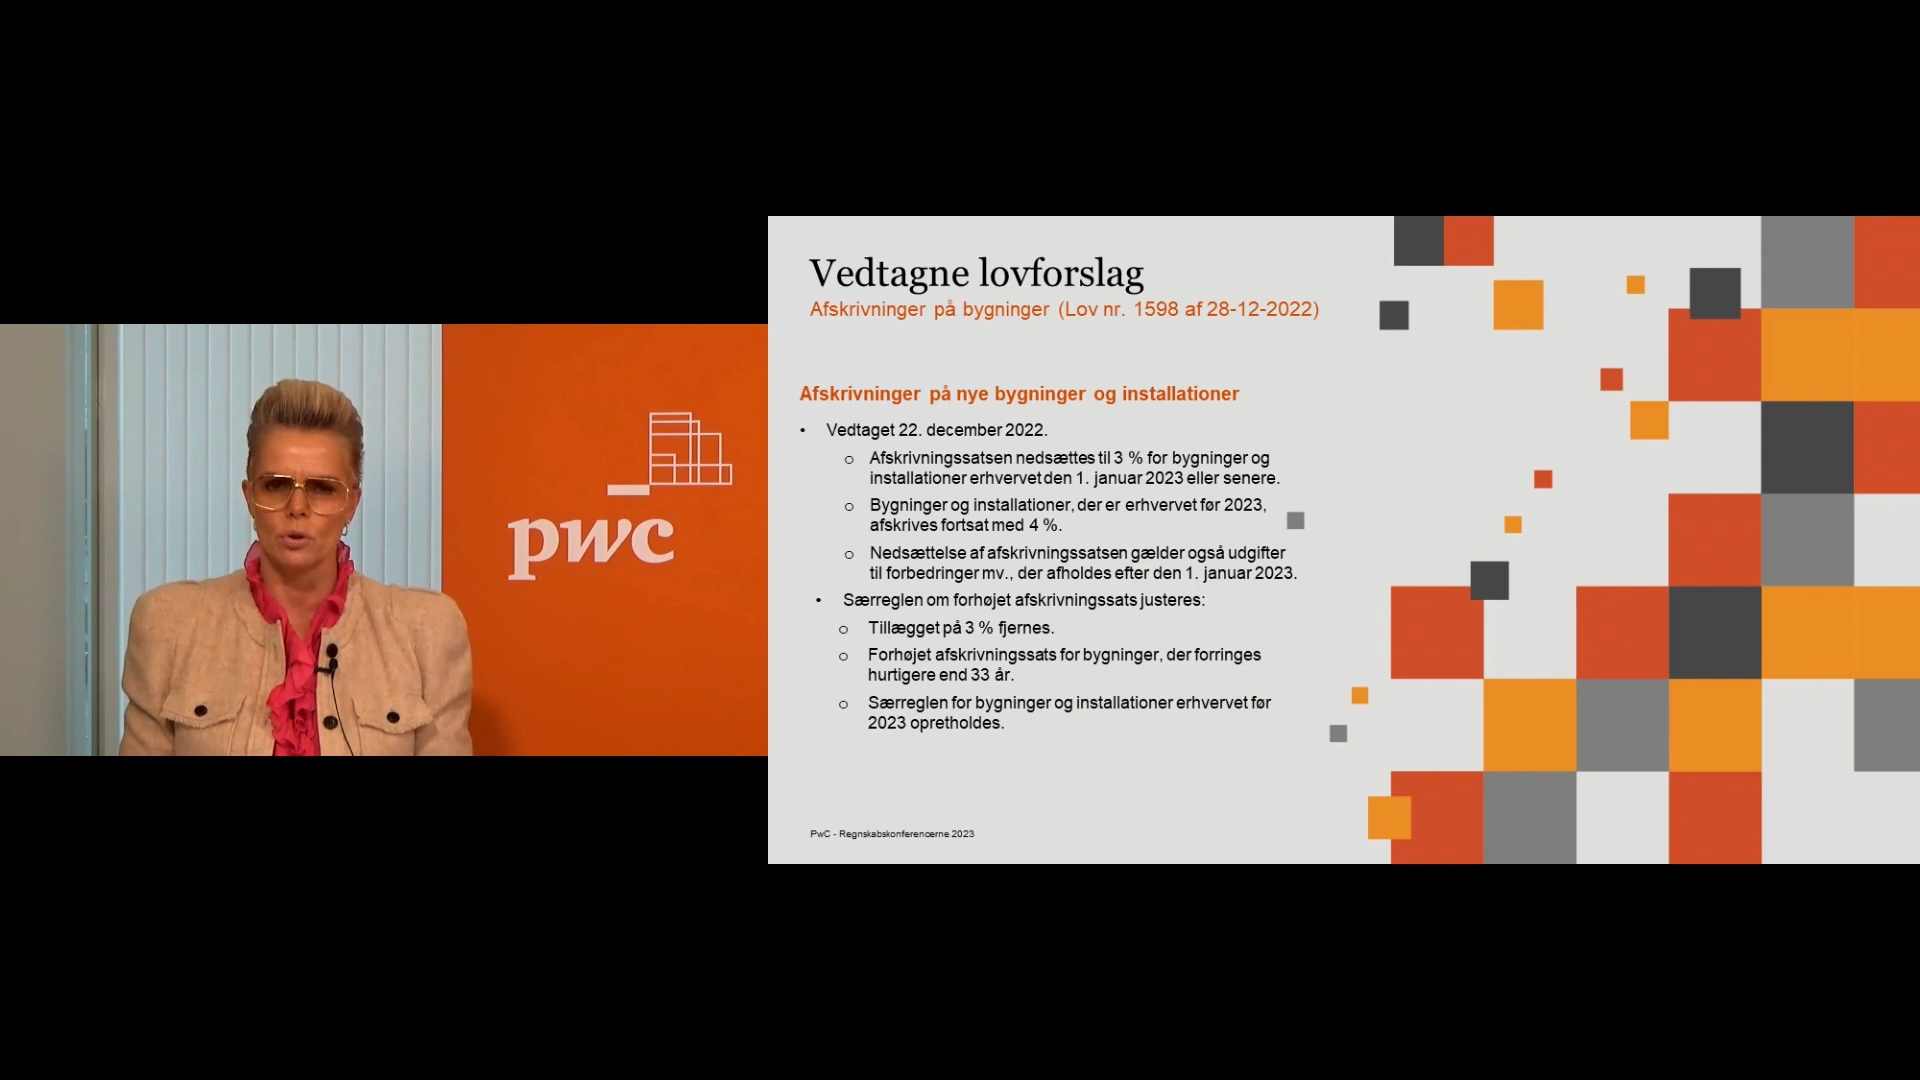 pwc
Vedtagne lovforslag
Afskrivninger på bygninger (Lov nr. 1598 af 28-12-2022)
Afskrivninger på nye bygninger og installationer
• Vedtaget 22. december 2022.
o Afskrivningssatsen nedsættes til 3 % for bygninger og
installationer erhvervet den 1. januar 2023 eller senere.
o Bygninger og installationer, der er erhvervet før 2023,
afskrives fortsat med 4 %.
o Nedsættelse af afskrivningssatsen gælder også udgifter
til forbedringer mv., der afholdes efter den 1. januar 2023.
• Særreglen om forhøjet afskrivningssats justeres:
o Tillægget på 3 % fjernes.
o Forhøjet afskrivningssats for bygninger, der forringes
hurtigere end 33 år.
o Særreglen for bygninger og installationer erhvervet før
2023 opretholdes.
PwC - Regnskabskonferencerne 2023